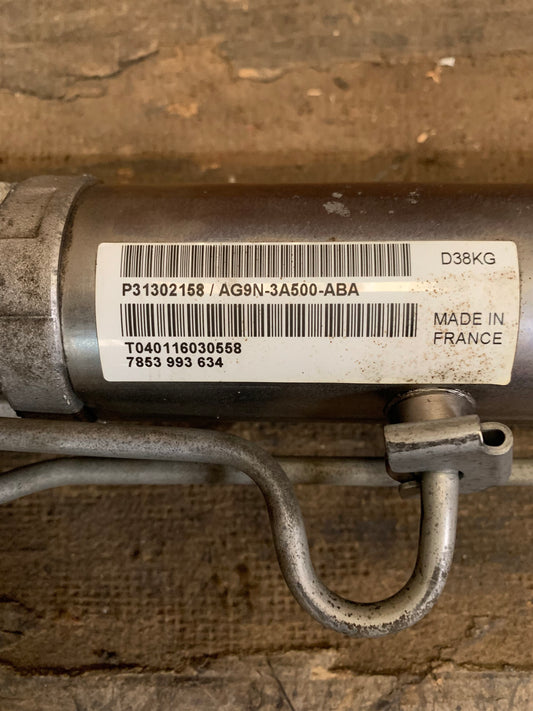 D38KG
P31302158 / AG9N-3A500-ABA
MADE IN
FRANCE
T040116030558
7853 993 634